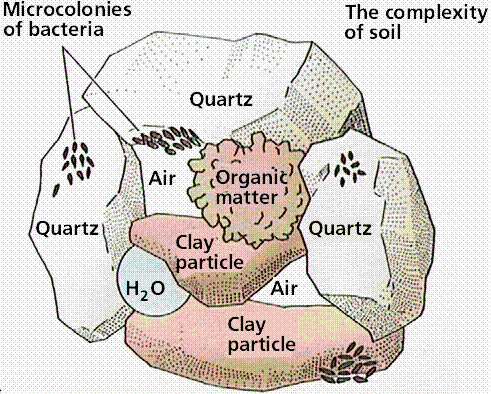 Microcolonies
of bacteria
The complexity
of soil
Quartz
Air
Organic
matter
Quartz
Quartz
Clay
particle
H₂O
Air
Clay
particle